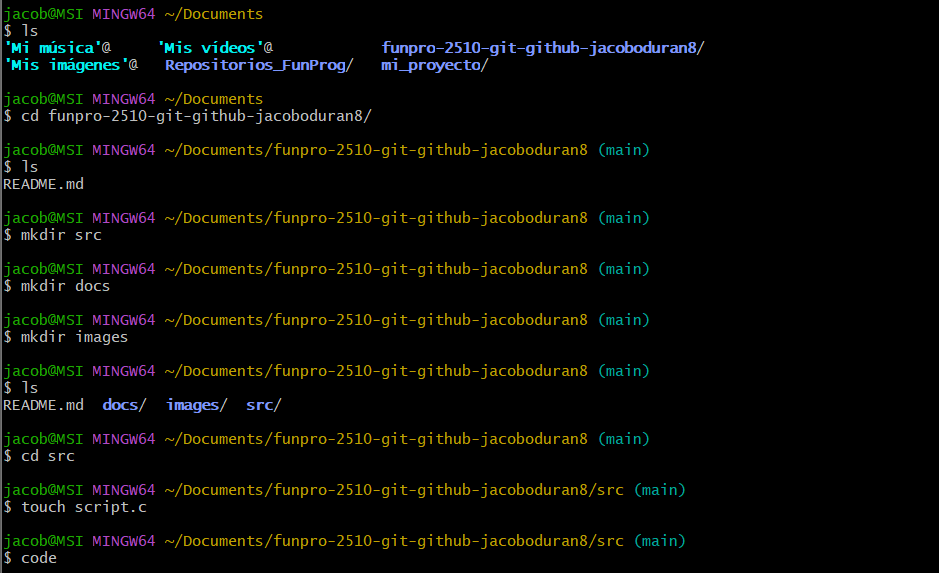 jacob@MSI MINGW64 ~/Documents
$ ls
'Mi música'@ 'Mis vídeos'@ funpro-2510-git-github-jacoboduran8/
'Mis imágenes'@ Repositorios_FunProg/ mi_proyecto/
jacob@MSI MINGW64 ~/Documents
$ cd funpro-2510-git-github-jacoboduran8/
jacob@MSI MINGW64 ~/Documents/funpro-2510-git-github-jacoboduran8 (main)
$ ls
README.md
jacob@MSI MINGW64 ~/Documents/funpro-2510-git-github-jacoboduran8 (main)
$ mkdir src
jacob@MSI MINGW64 ~/Documents/funpro-2510-git-github-jacoboduran8 (main)
$ mkdir docs
jacob@MSI MINGW64 ~/Documents/funpro-2510-git-github-jacoboduran8 (main)
$ mkdir images
jacob@MSI MINGW64 ~/Documents/funpro-2510-git-github-jacoboduran8 (main)
$ ls
README.md docs/ images/ src/
jacob@MSI MINGW64 ~/Documents/funpro-2510-git-github-jacoboduran8 (main)
$ cd src
jacob@MSI MINGW64 ~/Documents/funpro-2510-git-github-jacoboduran8/src (main)
$ touch script.c
jacob@MSI MINGW64 ~/Documents/funpro-2510-git-github-jacoboduran8/src (main)
$ code